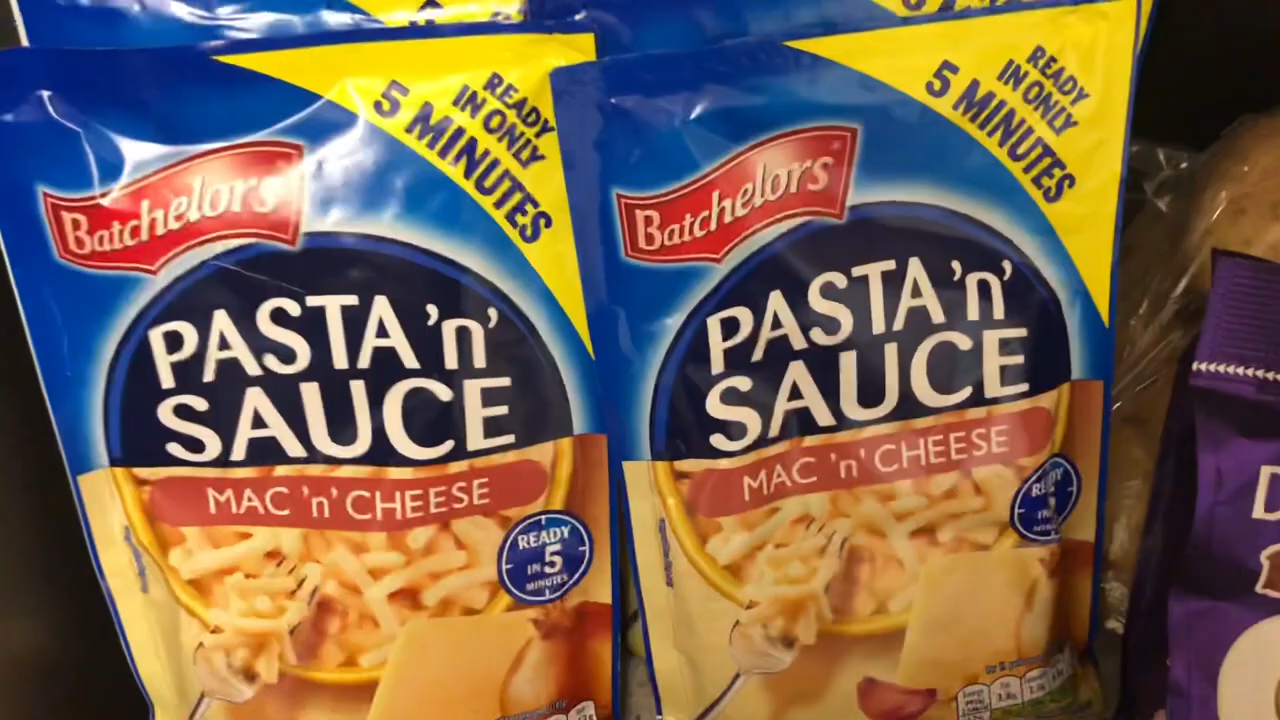 READY
IN ONLY
5 MINUTES
Batchelors
PASTA 'n'
SAUCE
MAC 'n' CHEESE
READY
IN 5
MINUTES
READY
IN ONLY
5 MINUTES
Batchelors
PASTA 'n'
SAUCE
MAC 'n' CHEESE
D